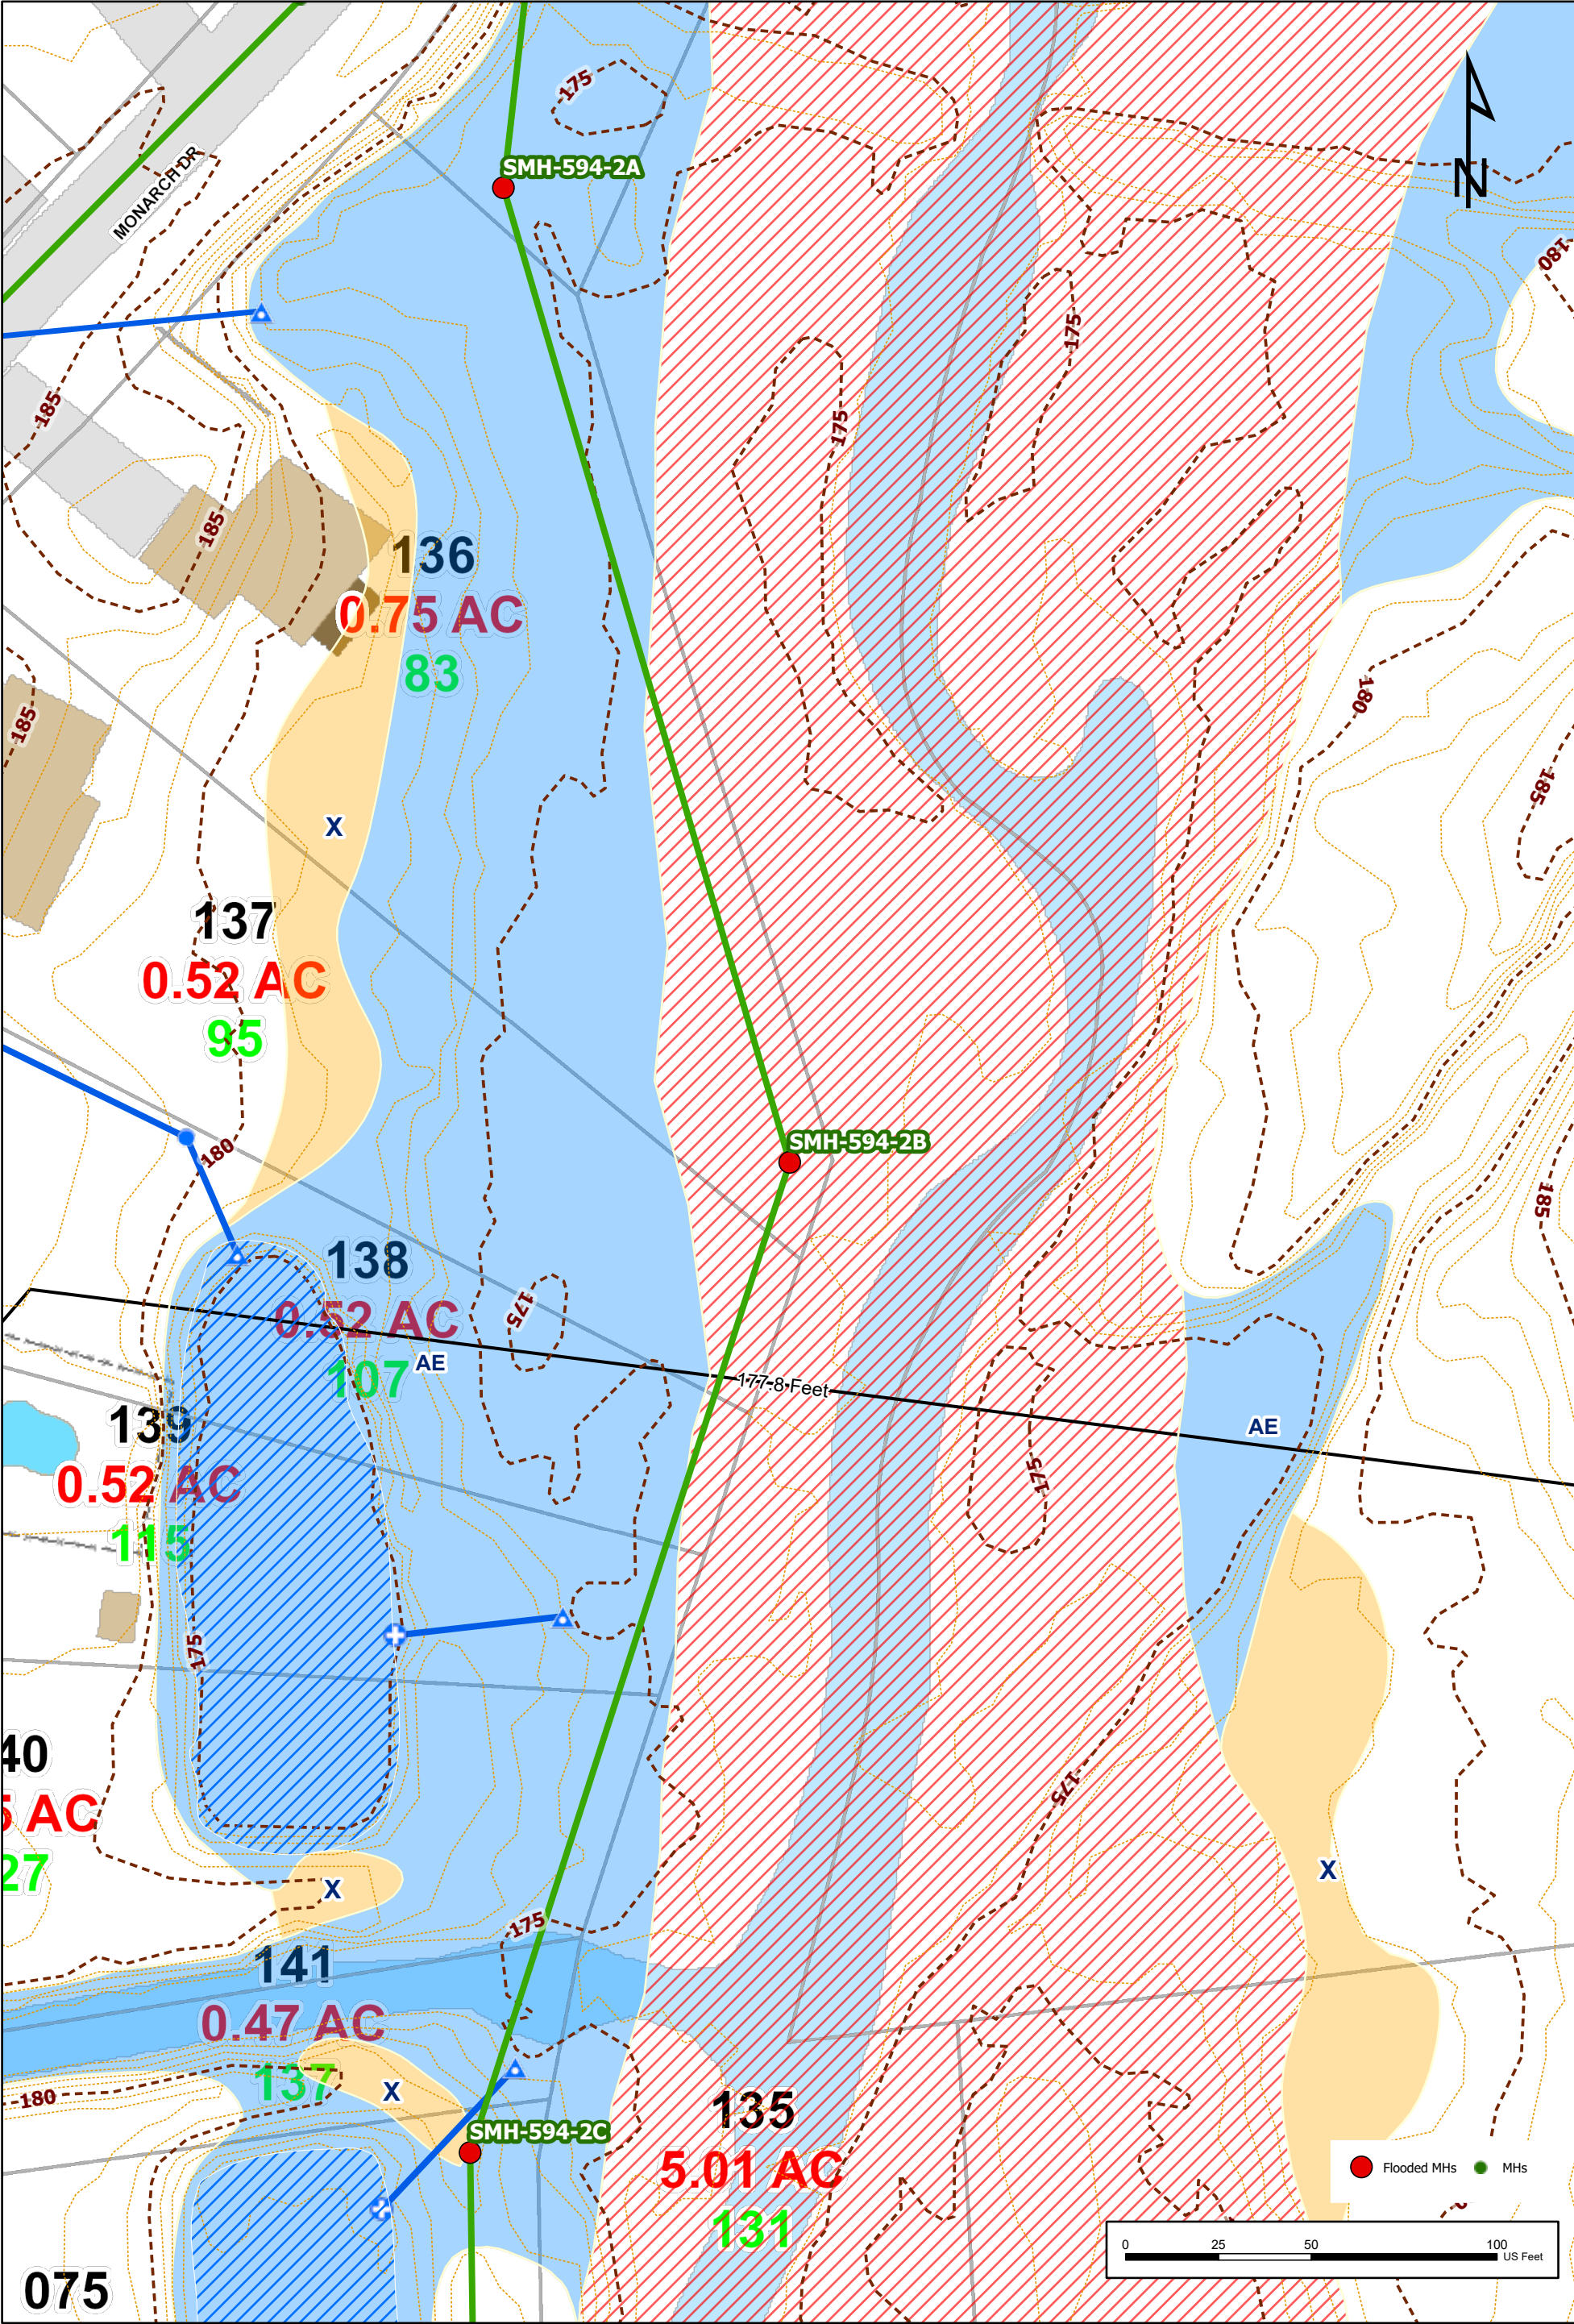 175
SMH-594-2A
N
MONARCH DR
180
175
185
175
185
136
0.75 AC
83
180
185
185
X
137
0.52 AC
95
SMH-594-2B
180
185
138
0.52 AC
175
107
AE
177.8 Feet
139
AE
0.52 AC
175
115
175
40
175
5 AC
27
X
X
175
141
0.47 AC
137
X
180
135
SMH-594-2C
5.01 AC
Flooded MHs
MHs
131
0 25 50 100
US Feet
075